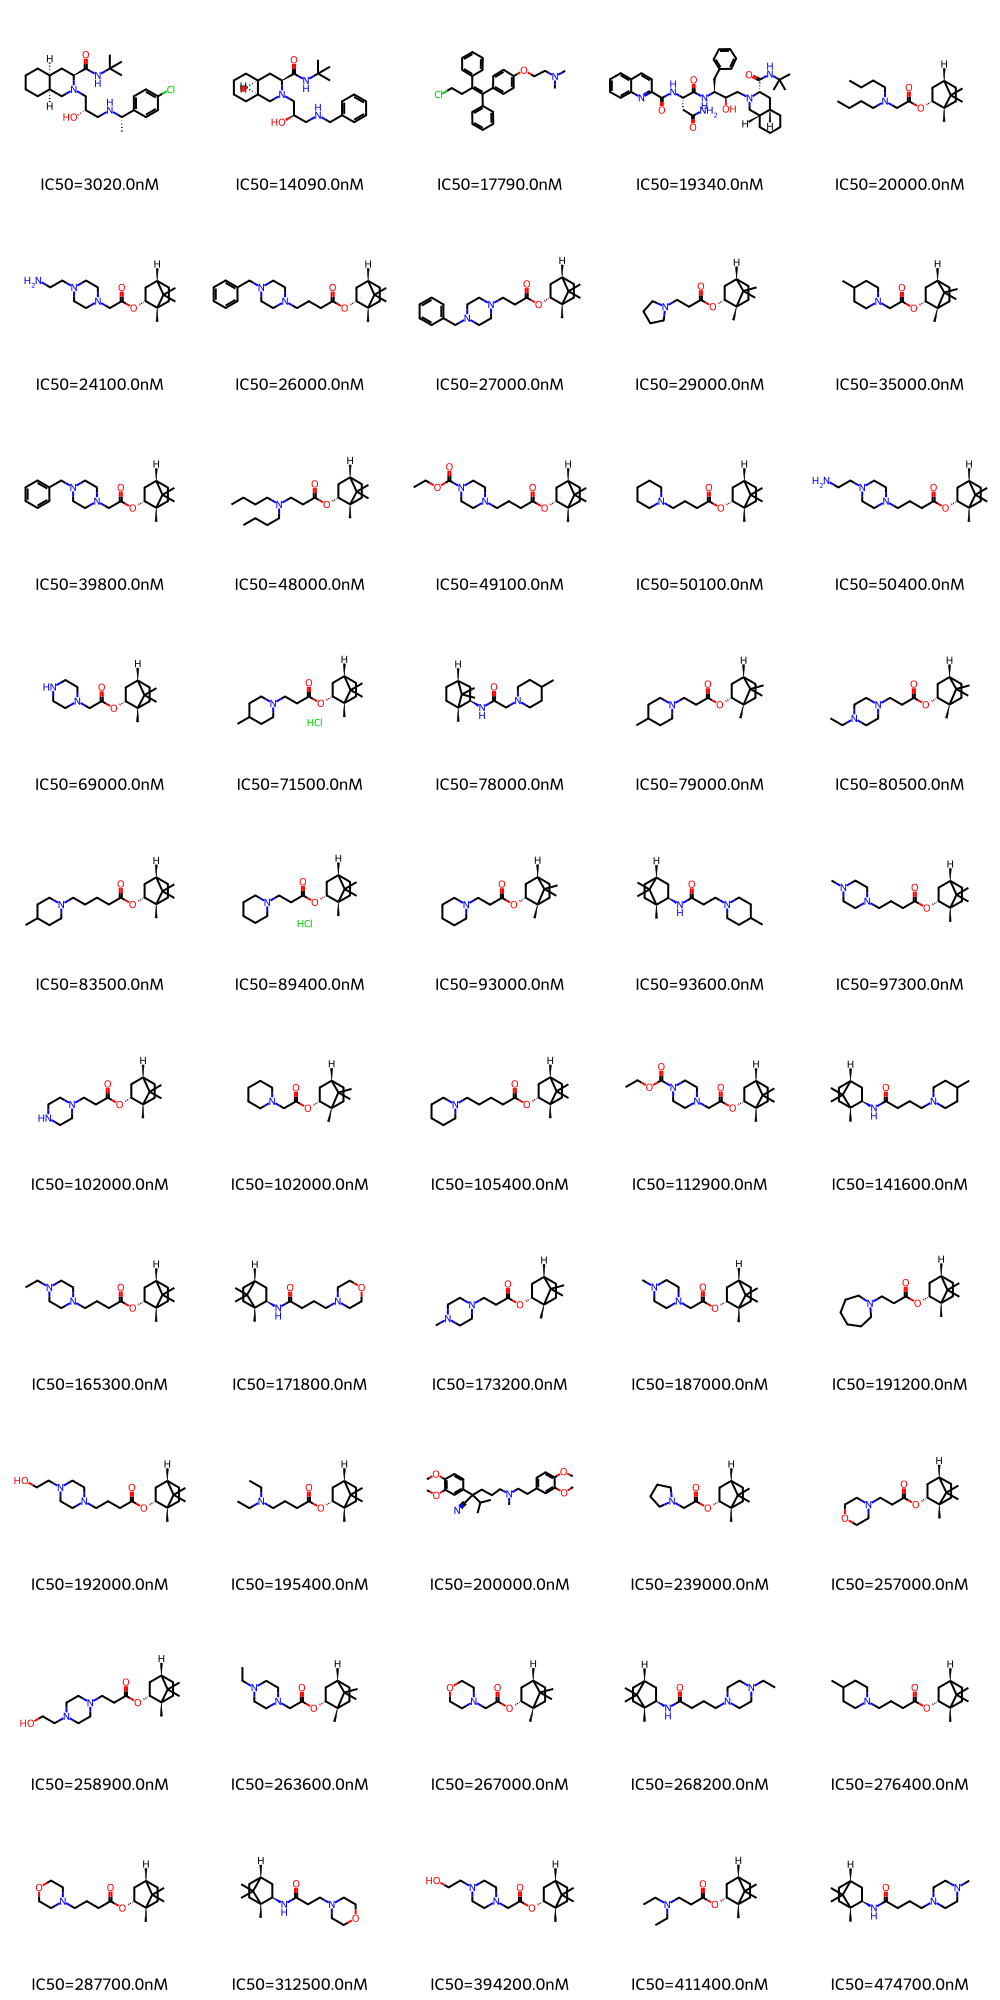 IC50=3020.0nM IC50=14090.0nM IC50=17790.0nM IC50=19340.0nM IC50=20000.0nM
IC50=24100.0nM IC50=26000.0nM IC50=27000.0nM IC50=29000.0nM IC50=35000.0nM
IC50=39800.0nM IC50=48000.0nM IC50=49100.0nM IC50=50100.0nM IC50=50400.0nM
HCl
IC50=69000.0nM IC50=71500.0nM IC50=78000.0nM IC50=79000.0nM IC50=80500.0nM
HCl
IC50=83500.0nM IC50=89400.0nM IC50=93000.0nM IC50=93600.0nM IC50=97300.0nM
IC50=102000.0nM IC50=102000.0nM IC50=105400.0nM IC50=112900.0nM IC50=141600.0nM
IC50=165300.0nM IC50=171800.0nM IC50=173200.0nM IC50=187000.0nM IC50=191200.0nM
IC50=192000.0nM IC50=195400.0nM IC50=200000.0nM IC50=239000.0nM IC50=257000.0nM
IC50=258900.0nM IC50=263600.0nM IC50=267000.0nM IC50=268200.0nM IC50=276400.0nM
IC50=287700.0nM IC50=312500.0nM IC50=394200.0nM IC50=411400.0nM IC50=474700.0nM